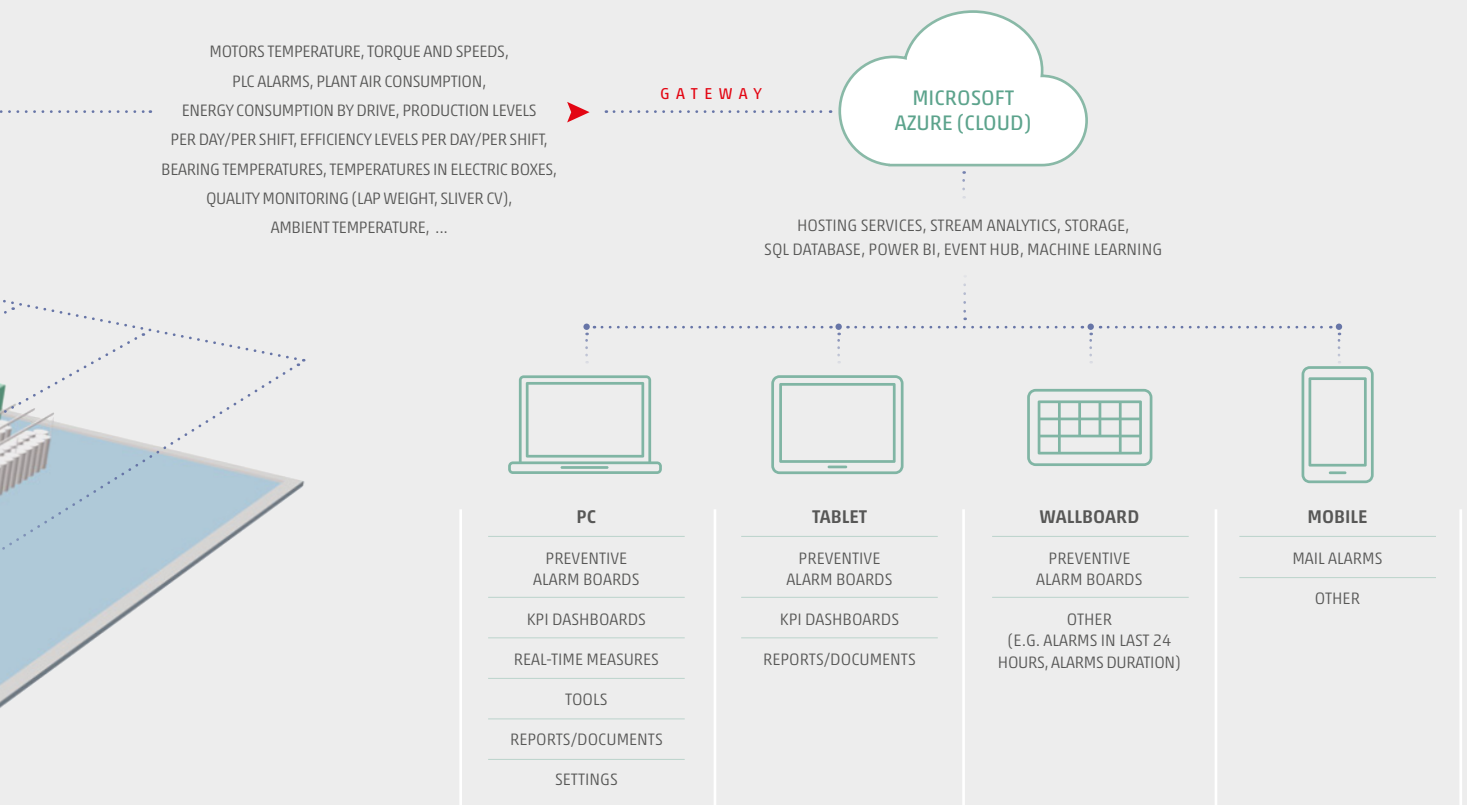 MOTORS TEMPERATURE, TORQUE AND SPEEDS,
PLC ALARMS, PLANT AIR CONSUMPTION,
ENERGY CONSUMPTION BY DRIVE, PRODUCTION LEVELS
PER DAY/PER SHIFT, EFFICIENCY LEVELS PER DAY/PER SHIFT,
BEARING TEMPERATURES, TEMPERATURES IN ELECTRIC BOXES,
QUALITY MONITORING (LAP WEIGHT, SLIVER CV),
AMBIENT TEMPERATURE, ...
GATEWAY
MICROSOFT
AZURE (CLOUD)
HOSTING SERVICES, STREAM ANALYTICS, STORAGE,
SQL DATABASE, POWER BI, EVENT HUB, MACHINE LEARNING
PC
PREVENTIVE
ALARM BOARDS
KPI DASHBOARDS
REAL-TIME MEASURES
TOOLS
REPORTS/DOCUMENTS
SETTINGS
TABLET
PREVENTIVE
ALARM BOARDS
KPI DASHBOARDS
REPORTS/DOCUMENTS
WALLBOARD
PREVENTIVE
ALARM BOARDS
OTHER
(E.G. ALARMS IN LAST 24
HOURS, ALARMS DURATION)
MOBILE
MAIL ALARMS
OTHER